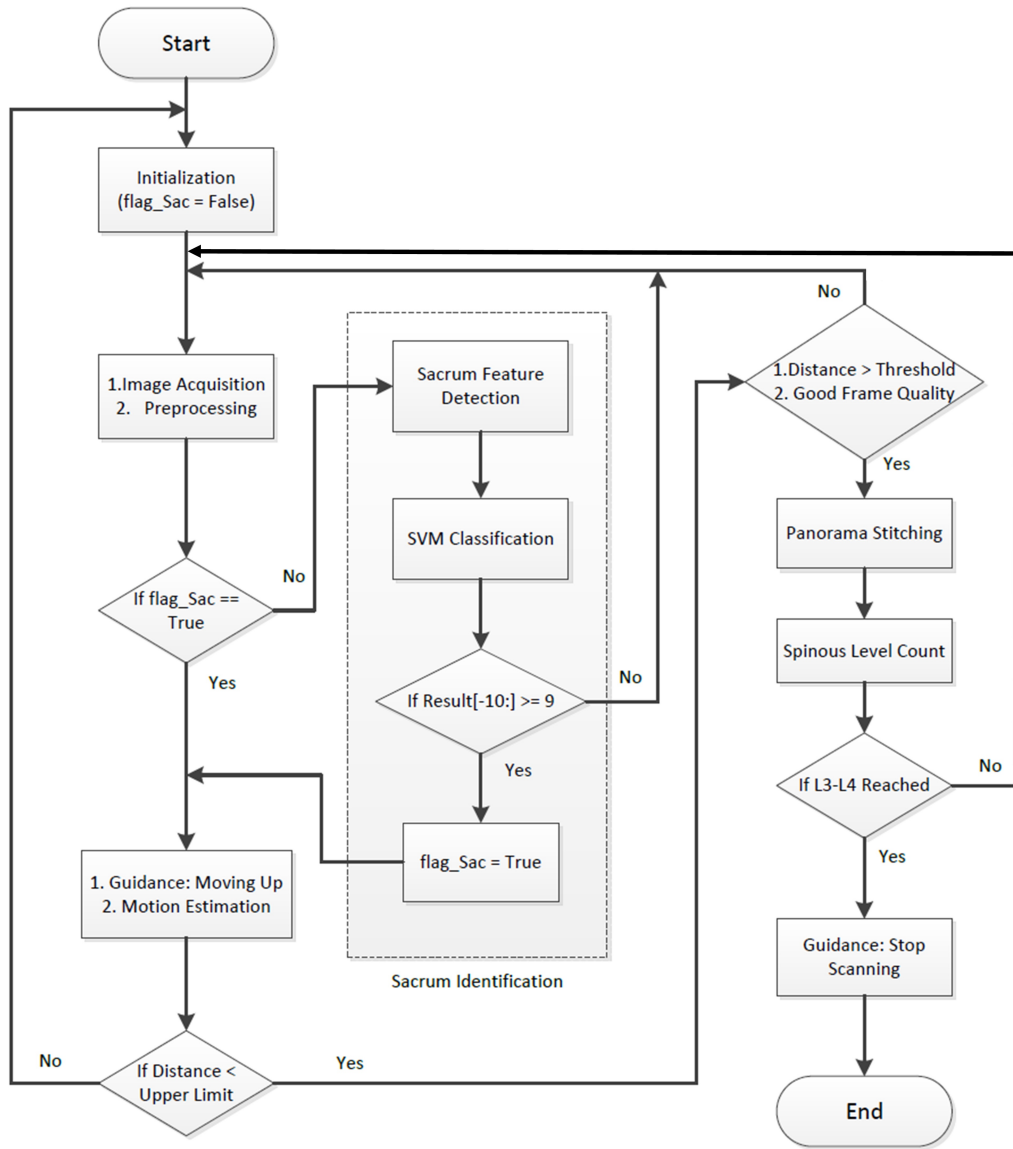 Start
Initialization
(flag_Sac = False)
1.Image Acquisition
2. Preprocessing
If flag_Sac ==
True
No
Yes
1. Guidance: Moving Up
2. Motion Estimation
If Distance <
Upper Limit
No
Yes
Sacrum Feature
Detection
SVM Classification
If Result[-10:] >= 9
No
Yes
flag_Sac = True
Sacrum Identification
No
1.Distance > Threshold
2. Good Frame Quality
Yes
Panorama Stitching
Spinous Level Count
If L3-L4 Reached
No
Yes
Guidance: Stop
Scanning
End